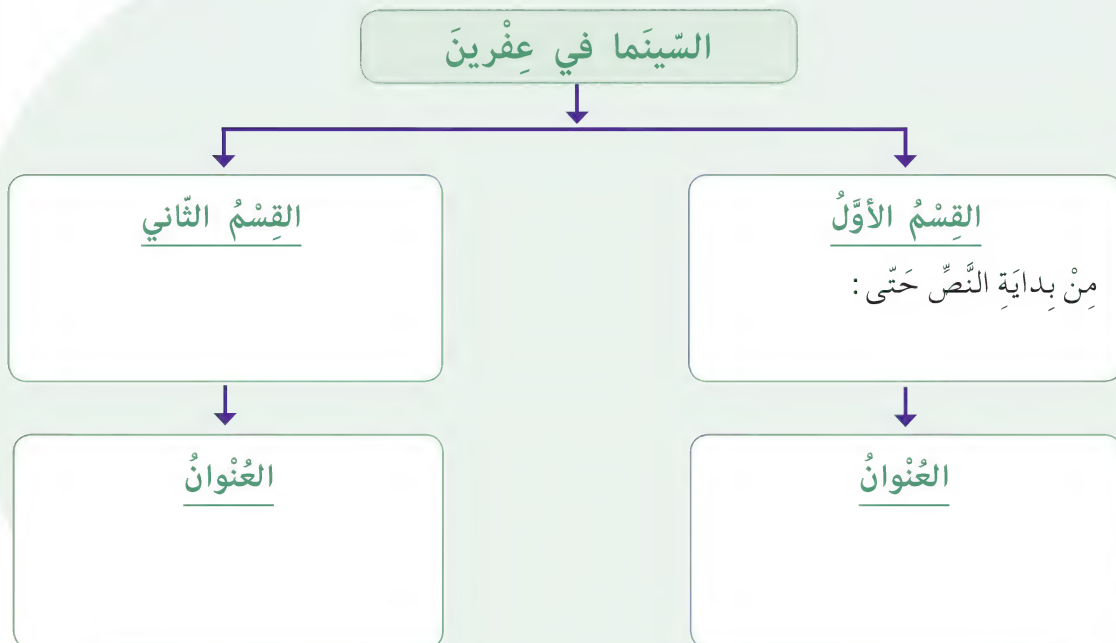 السّينَما في عِفْرينَ
القِسْمُ الأوَّلُ
مِنْ بِدايَةِ النَّصِّ حَتّى :
القِسْمُ الثّاني
العُنْوانُ
العُنْوانُ